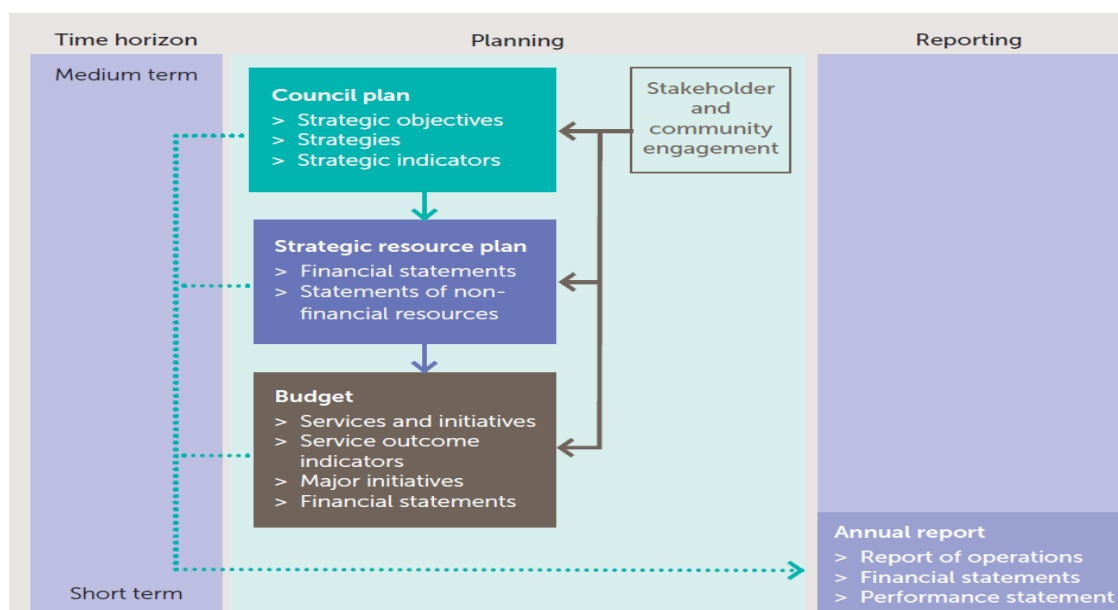 Time horizon
Planning
Reporting
Medium term
Council plan
> Strategic objectives
> Strategies
> Strategic indicators
Stakeholder
and
community
engagement
Strategic resource plan
> Financial statements
> Statements of non-
financial resources
Budget
> Services and initiatives
> Service outcome
indicators
> Major initiatives
> Financial statements
Annual report
> Report of operations
> Financial statements
> Performance statement
Short term